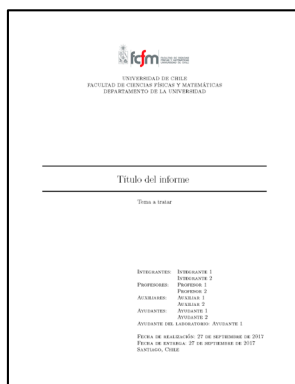 fcfm
UNIVERSIDAD DE CHILE
FACULTAD DE CIENCIAS FÍSICAS Y MATEMÁTICAS
DEPARTAMENTO DE LA UNIVERSIDAD
Título del informe
Tema a tratar
INTEGRANTES: INTEGRANTE 1
INTEGRANTE 2
PROFESORES: PROFESOR 1
PROFESOR 2
AUXILIARES: AUXILIAR 1
AUXILIAR 2
AYUDANTES: AYUDANTE 1
AYUDANTE 2
AYUDANTE DEL LABORATORIO: AYUDANTE 1
FECHA DE REALIZACIÓN: 27 DE SEPTIEMBRE DE 2017
FECHA DE ENTREGA: 27 DE SEPTIEMBRE DE 2017
SANTIAGO, CHILE